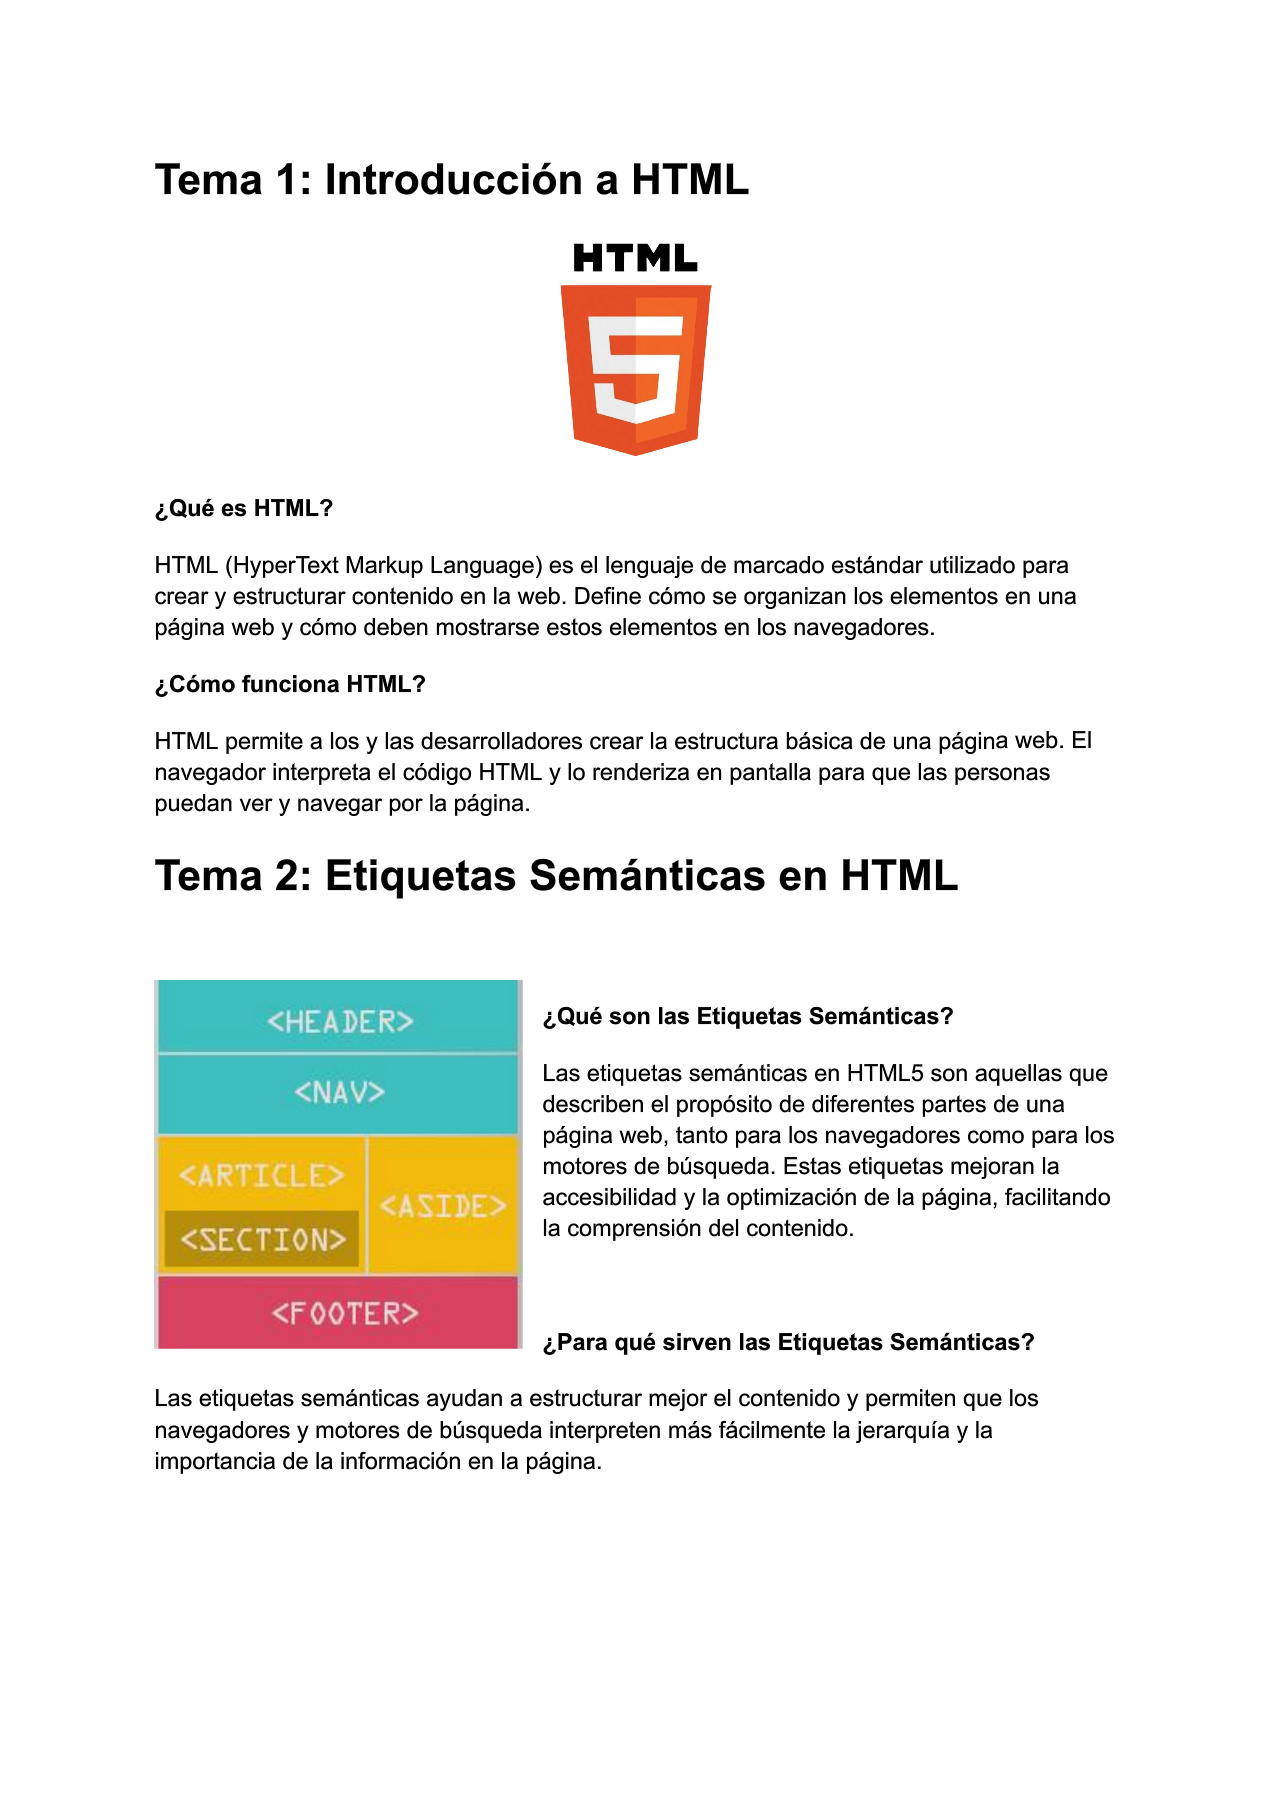 Tema 1: Introducción a HTML
HTML
5
¿Qué es HTML?
HTML (HyperText Markup Language) es el lenguaje de marcado estándar utilizado para
crear y estructurar contenido en la web. Define cómo se organizan los elementos en una
página web y cómo deben mostrarse estos elementos en los navegadores.
¿Cómo funciona HTML?
HTML permite a los y las desarrolladores crear la estructura básica de una página web. El
navegador interpreta el código HTML y lo renderiza en pantalla para que las personas
puedan ver y navegar por la página.
Tema 2: Etiquetas Semánticas en HTML
<HEADER>
<NAV>
<ARTICLE>
<SECTION>
<ASIDE>
<FOOTER>
¿Qué son las Etiquetas Semánticas?
Las etiquetas semánticas en HTML5 son aquellas que
describen el propósito de diferentes partes de una
página web, tanto para los navegadores como para los
motores de búsqueda. Estas etiquetas mejoran la
accesibilidad y la optimización de la página, facilitando
la comprensión del contenido.
¿Para qué sirven las Etiquetas Semánticas?
Las etiquetas semánticas ayudan a estructurar mejor el contenido y permiten que los
navegadores y motores de búsqueda interpreten más fácilmente la jerarquía y la
importancia de la información en la página.